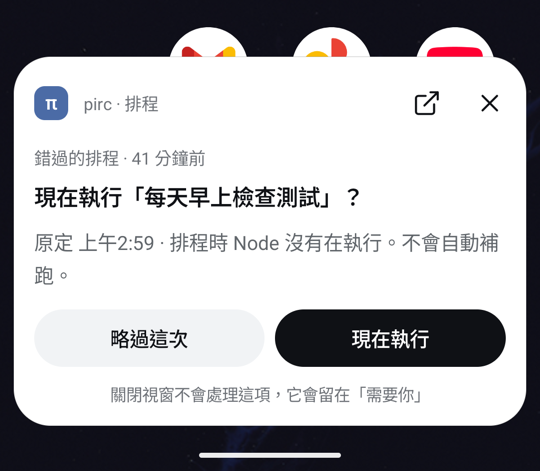 π
pirc · 排程
錯過的排程 · 41 分鐘前
現在執行「每天早上檢查測試」？
原定 上午2:59 · 排程時 Node 沒有在執行。不會自動補
跑。
略過這次
現在執行
關閉視窗不會處理這項，它會留在「需要你」